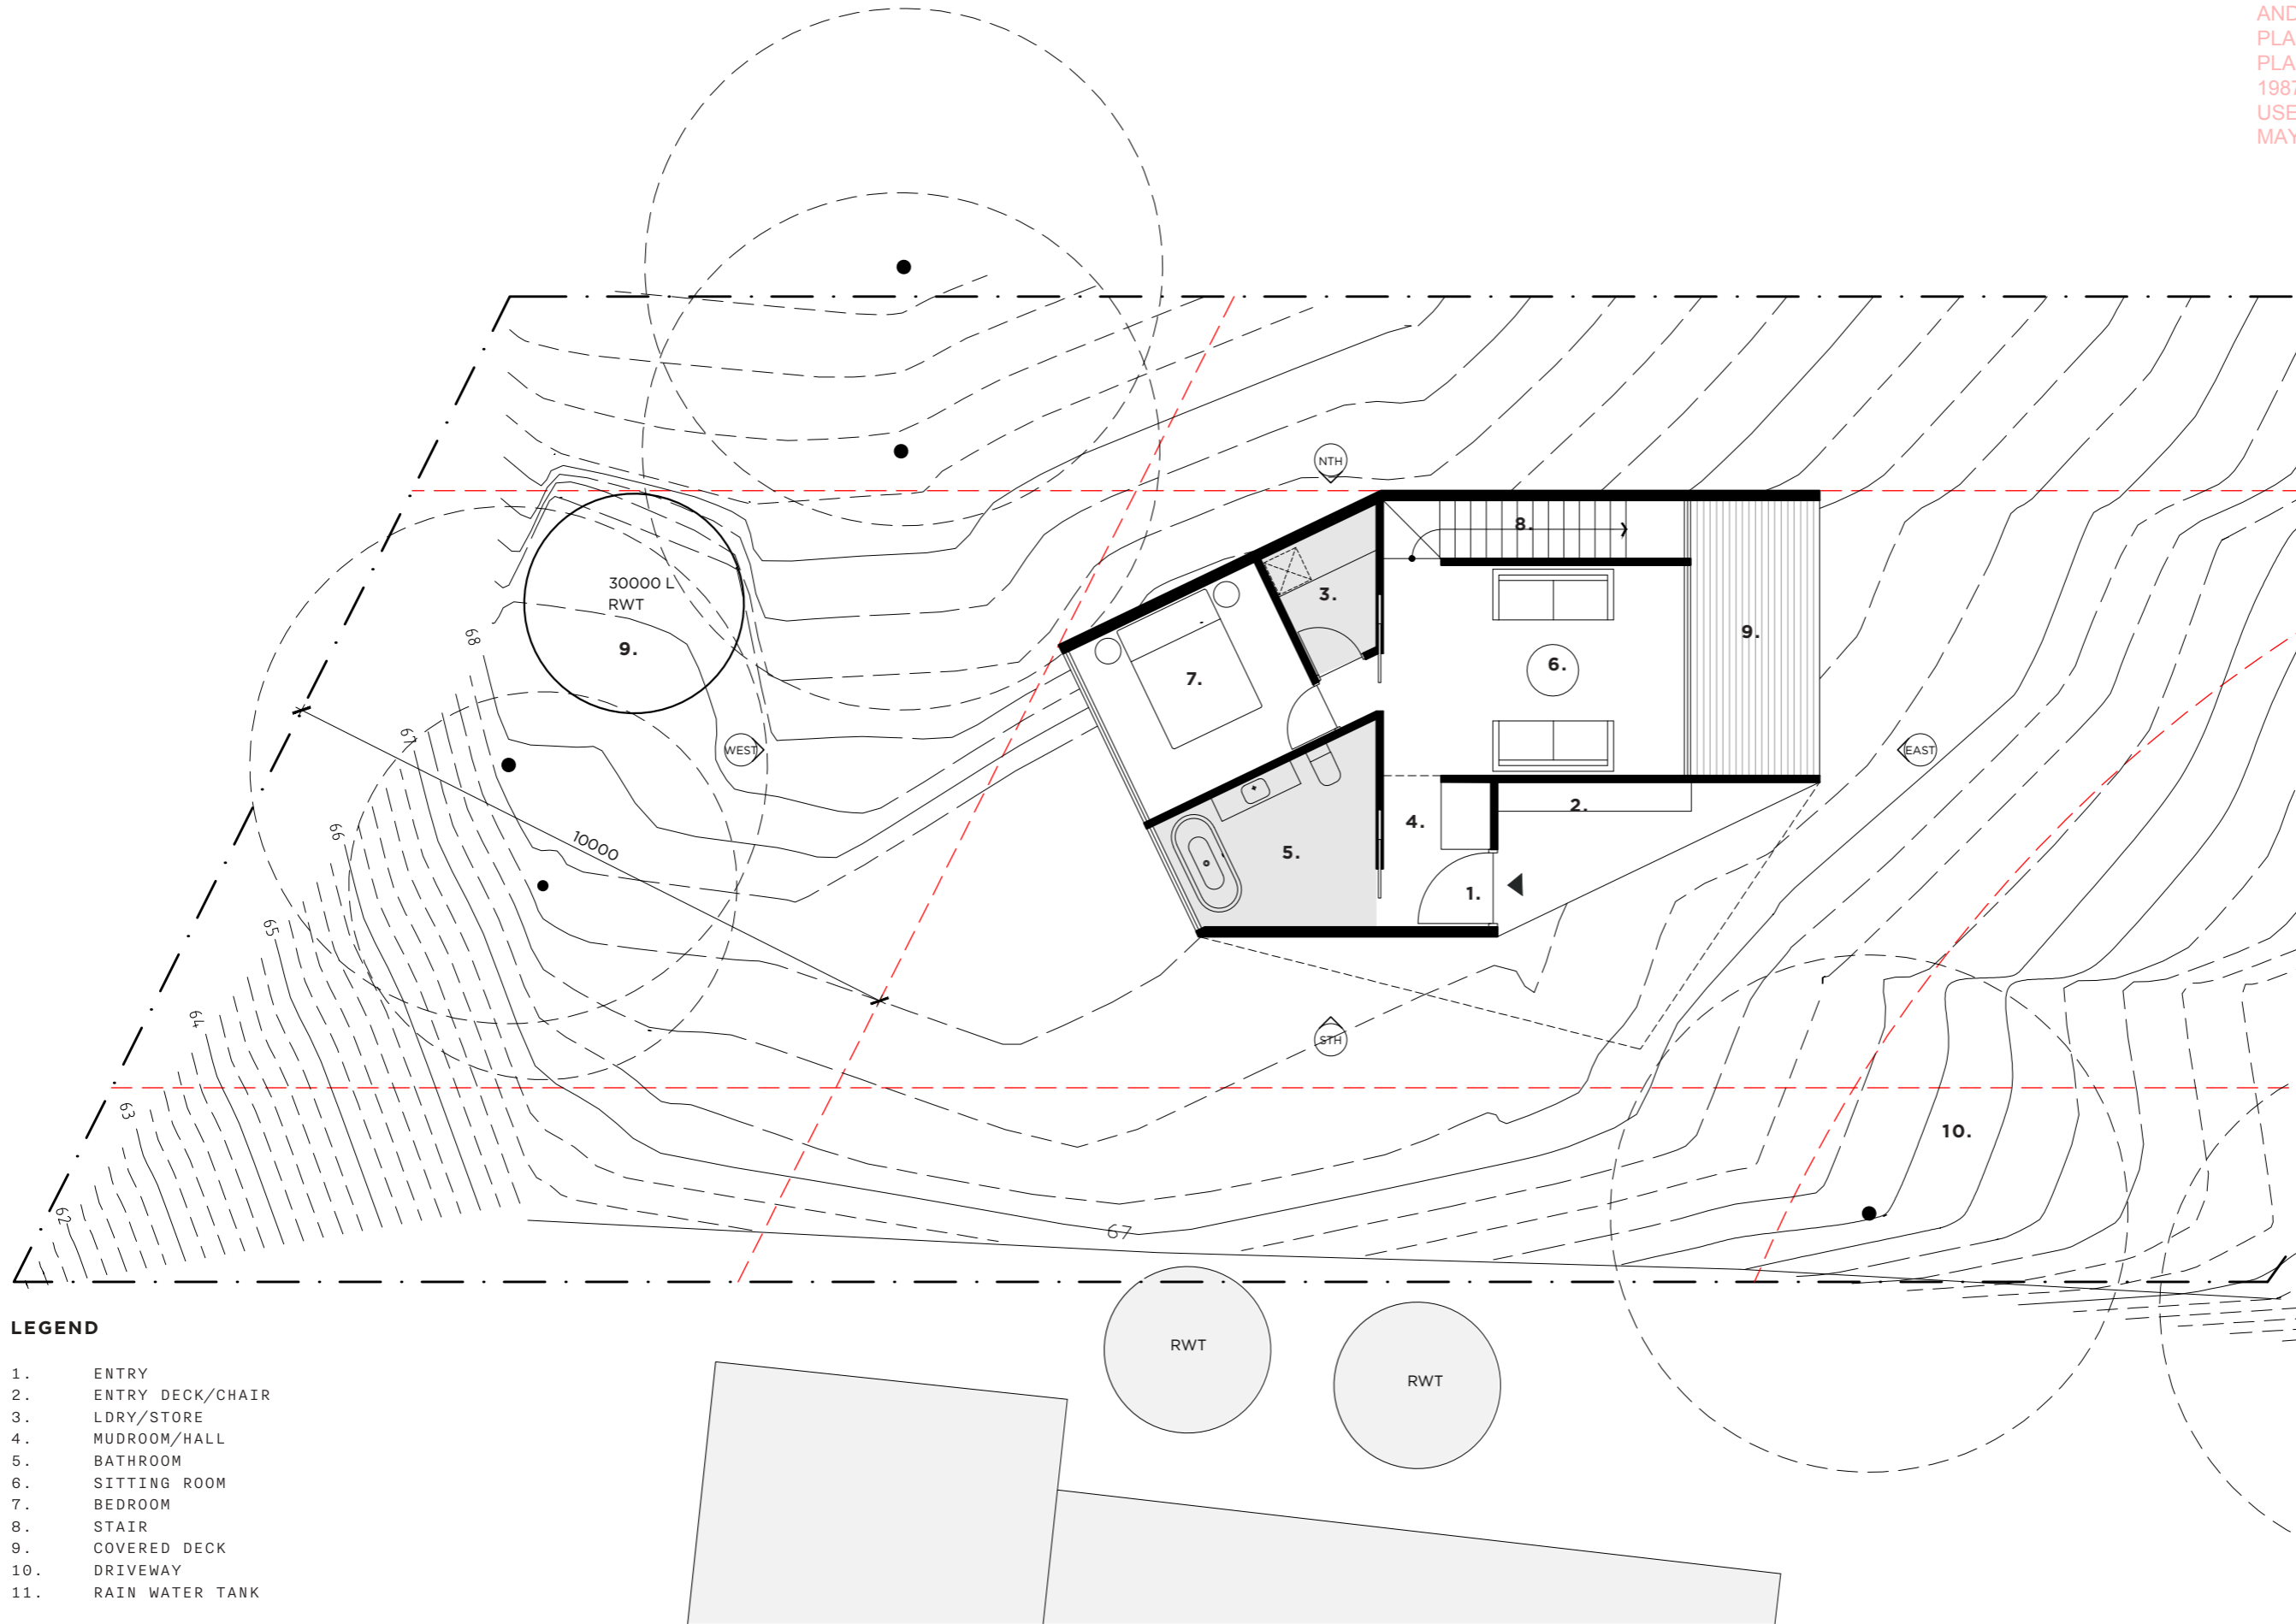 AND
PLA
PLA
1987
USE
MAY
NTH
8.
30000 L
RWT
9.
3.
9.
6.
7.
68
67
WEST
EAST
2.
4.
66
10000
5.
1.
65
64
STH
63
10.
62
67
RWT
RWT
LEGEND
1. ENTRY
2. ENTRY DECK/CHAIR
3. LDRY/STORE
4. MUDROOM/HALL
5. BATHROOM
6. SITTING ROOM
7. BEDROOM
8. STAIR
9. COVERED DECK
10. DRIVEWAY
11. RAIN WATER TANK